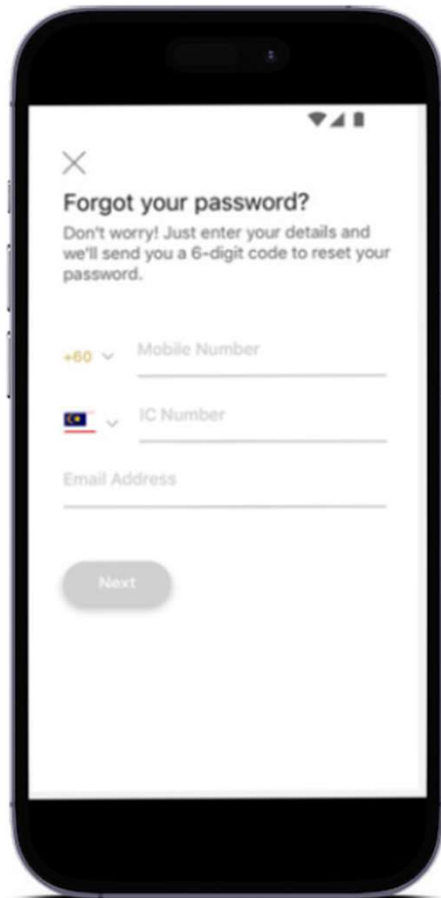 Forgot your password?
Don't worry! Just enter your details and
we'll send you a 6-digit code to reset your
password.
+60 Mobile Number
IC Number
Email Address
Next